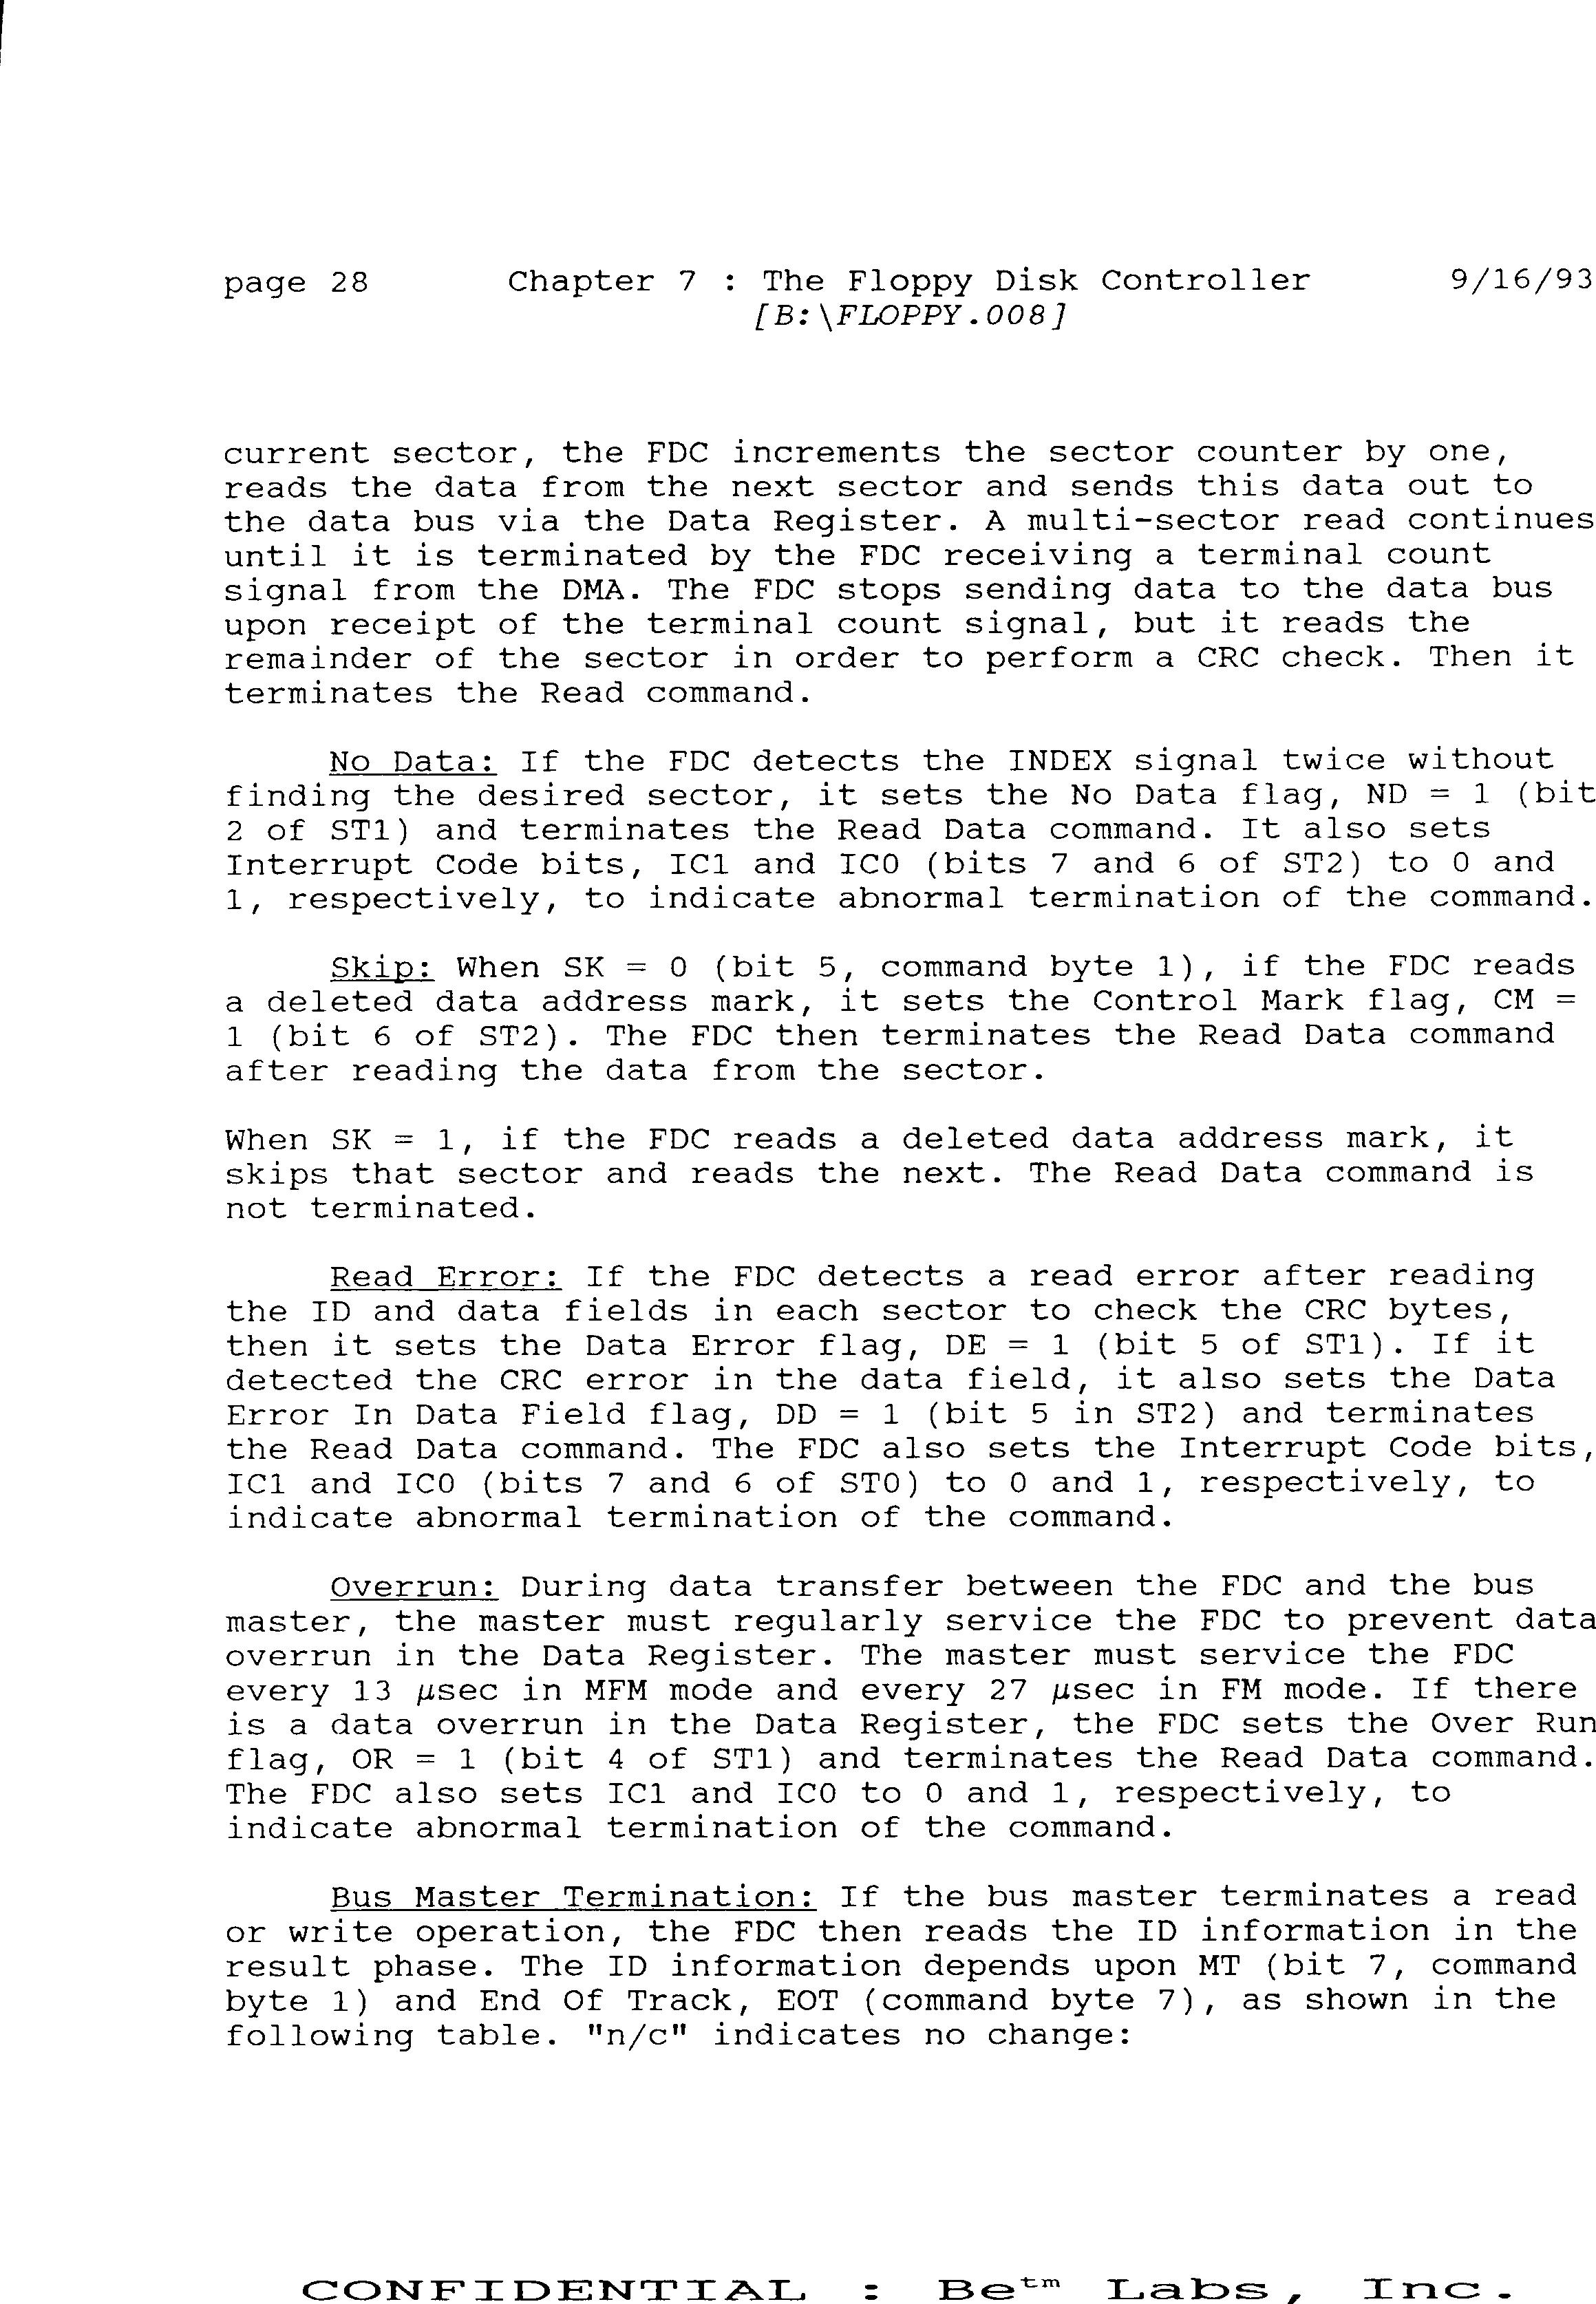 page 28 Chapter 7 : The Floppy Disk Controller 9/16/93
[B:\FLOPPY.008]
current sector, the FDC increments the sector counter by one,
reads the data from the next sector and sends this data out to
the data bus via the Data Register. A multi-sector read continues
until it is terminated by the FDC receiving a terminal count
signal from the DMA. The FDC stops sending data to the data bus
upon receipt of the terminal count signal, but it reads the
remainder of the sector in order to perform a CRC check. Then it
terminates the Read command.
No Data: If the FDC detects the INDEX signal twice without
finding the desired sector, it sets the No Data flag, ND = 1 (bit
2 of ST1) and terminates the Read Data command. It also sets
Interrupt Code bits, IC1 and IC0 (bits 7 and 6 of ST2) to 0 and
1, respectively, to indicate abnormal termination of the command.
Skip: When SK = 0 (bit 5, command byte 1), if the FDC reads
a deleted data address mark, it sets the Control Mark flag, CM =
1 (bit 6 of ST2). The FDC then terminates the Read Data command
after reading the data from the sector.
When SK = 1, if the FDC reads a deleted data address mark, it
skips that sector and reads the next. The Read Data command is
not terminated.
Read Error: If the FDC detects a read error after reading
the ID and data fields in each sector to check the CRC bytes,
then it sets the Data Error flag, DE = 1 (bit 5 of ST1). If it
detected the CRC error in the data field, it also sets the Data
Error In Data Field flag, DD = 1 (bit 5 in ST2) and terminates
the Read Data command. The FDC also sets the Interrupt Code bits,
IC1 and IC0 (bits 7 and 6 of ST0) to 0 and 1, respectively, to
indicate abnormal termination of the command.
Overrun: During data transfer between the FDC and the bus
master, the master must regularly service the FDC to prevent data
overrun in the Data Register. The master must service the FDC
every 13 μsec in MFM mode and every 27 μsec in FM mode. If there
is a data overrun in the Data Register, the FDC sets the Over Run
flag, OR = 1 (bit 4 of ST1) and terminates the Read Data command.
The FDC also sets IC1 and IC0 to 0 and 1, respectively, to
indicate abnormal termination of the command.
Bus Master Termination: If the bus master terminates a read
or write operation, the FDC then reads the ID information in the
result phase. The ID information depends upon MT (bit 7, command
byte 1) and End Of Track, EOT (command byte 7), as shown in the
following table. "n/c" indicates no change:
CONFIDENTIAL : Be™ Labs, Inc.